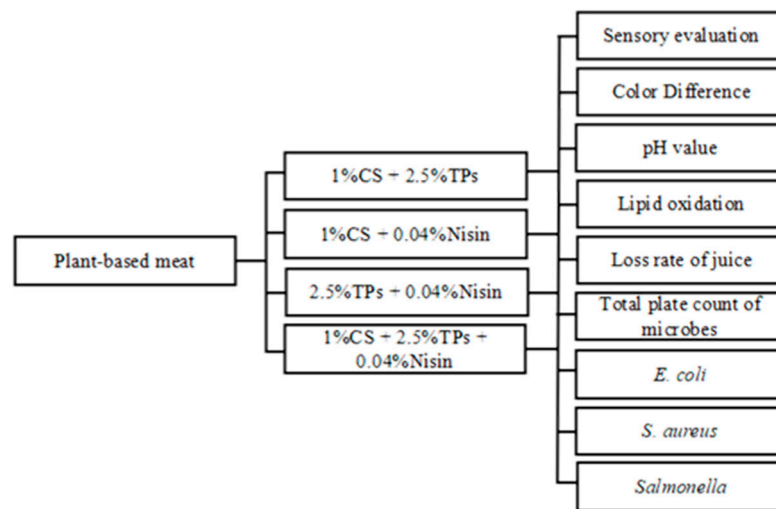 Plant-based meat
1%CS + 2.5%TPs
1%CS + 0.04%Nisin
2.5%TPs + 0.04%Nisin
1%CS + 2.5%TPs +
0.04%Nisin
Sensory evaluation
Color Difference
pH value
Lipid oxidation
Loss rate of juice
Total plate count of
microbes
E. coli
S. aureus
Salmonella